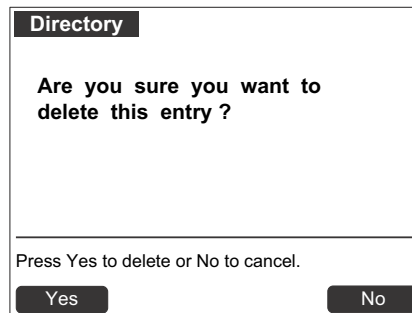 Directory
Are you sure you want to
delete this entry ?
Press Yes to delete or No to cancel.
Yes No